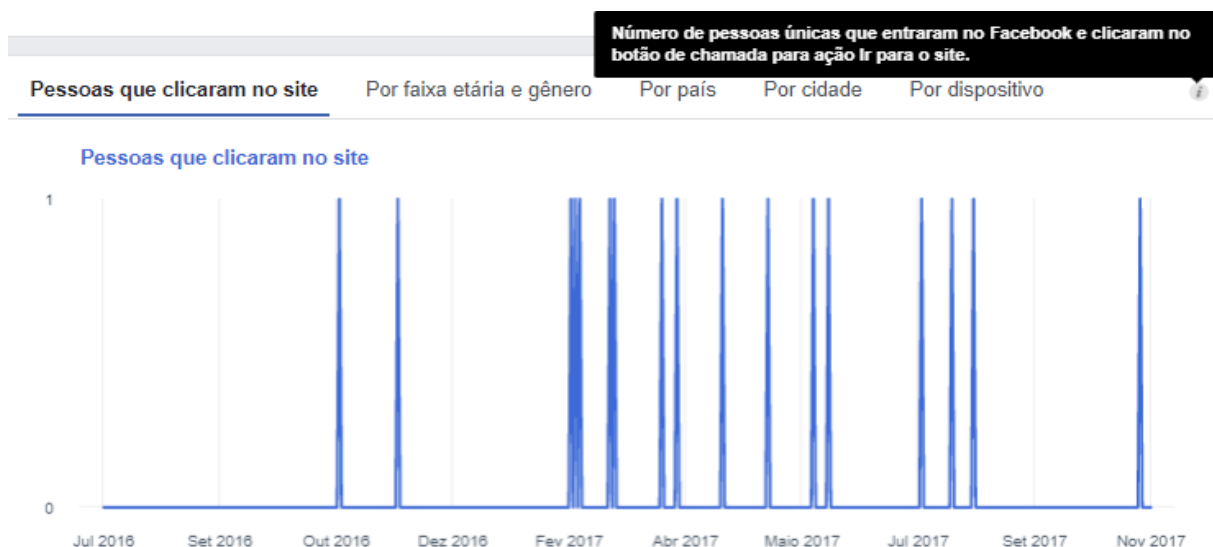 Número de pessoas únicas que entraram no Facebook e clicaram no
botão de chamada para ação Ir para o site.
Pessoas que clicaram no site
Por faixa etária e gênero
Por país
Por cidade
Por dispositivo
i
Pessoas que clicaram no site
1
0
Jul 2016
Set 2016
Out 2016
Dez 2016
Fev 2017
Abr 2017
Maio 2017
Jul 2017
Set 2017
Nov 2017